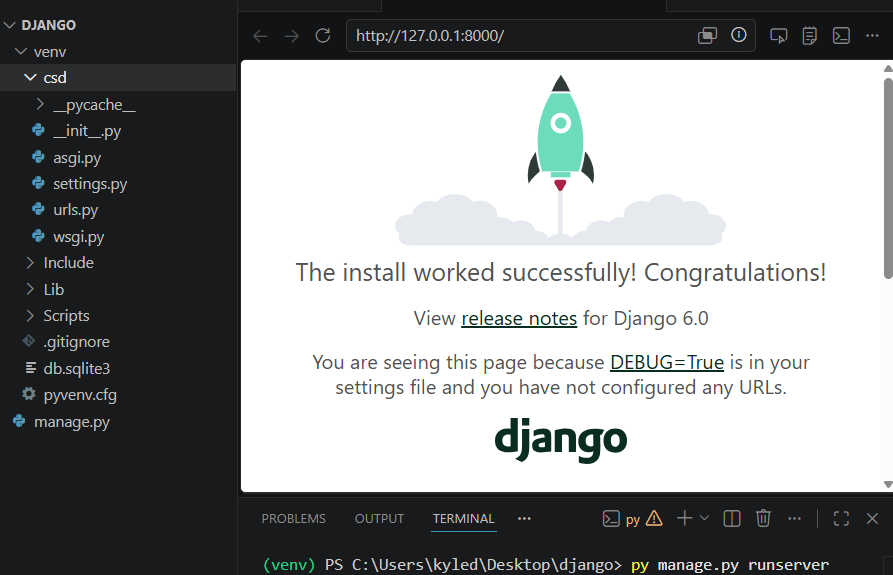 DJANGO
venv
csd
__pycache__
__init__.py
asgi.py
settings.py
urls.py
wsgi.py
Include
Lib
Scripts
.gitignore
db.sqlite3
pyvenv.cfg
manage.py
http://127.0.0.1:8000/
The install worked successfully! Congratulations!
View release notes for Django 6.0
You are seeing this page because DEBUG=True is in your
settings file and you have not configured any URLs.
django
PROBLEMS OUTPUT TERMINAL
py
(venv) PS C:\Users\kyled\Desktop\django> py manage.py runserver